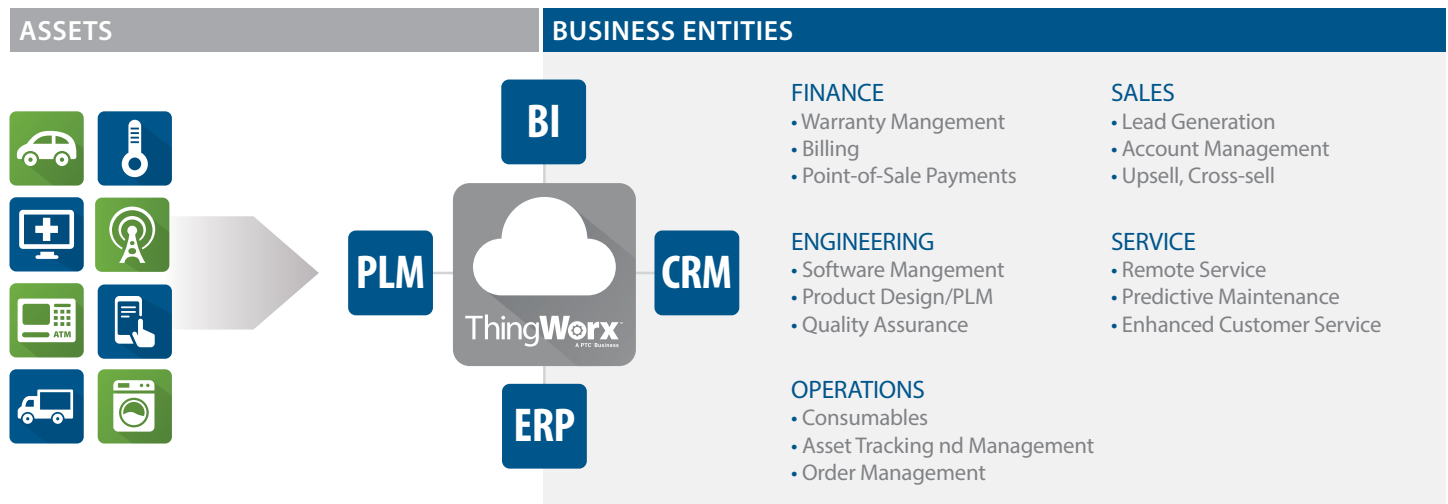 ASSETS
BUSINESS ENTITIES
ATM
BI
PLM
ThingWorx™
A PTC Business
CRM
ERP
FINANCE
• Warranty Mangement
• Billing
• Point-of-Sale Payments
SALES
• Lead Generation
• Account Management
• Upsell, Cross-sell
ENGINEERING
• Software Mangement
• Product Design/PLM
• Quality Assurance
SERVICE
• Remote Service
• Predictive Maintenance
• Enhanced Customer Service
OPERATIONS
• Consumables
• Asset Tracking nd Management
• Order Management